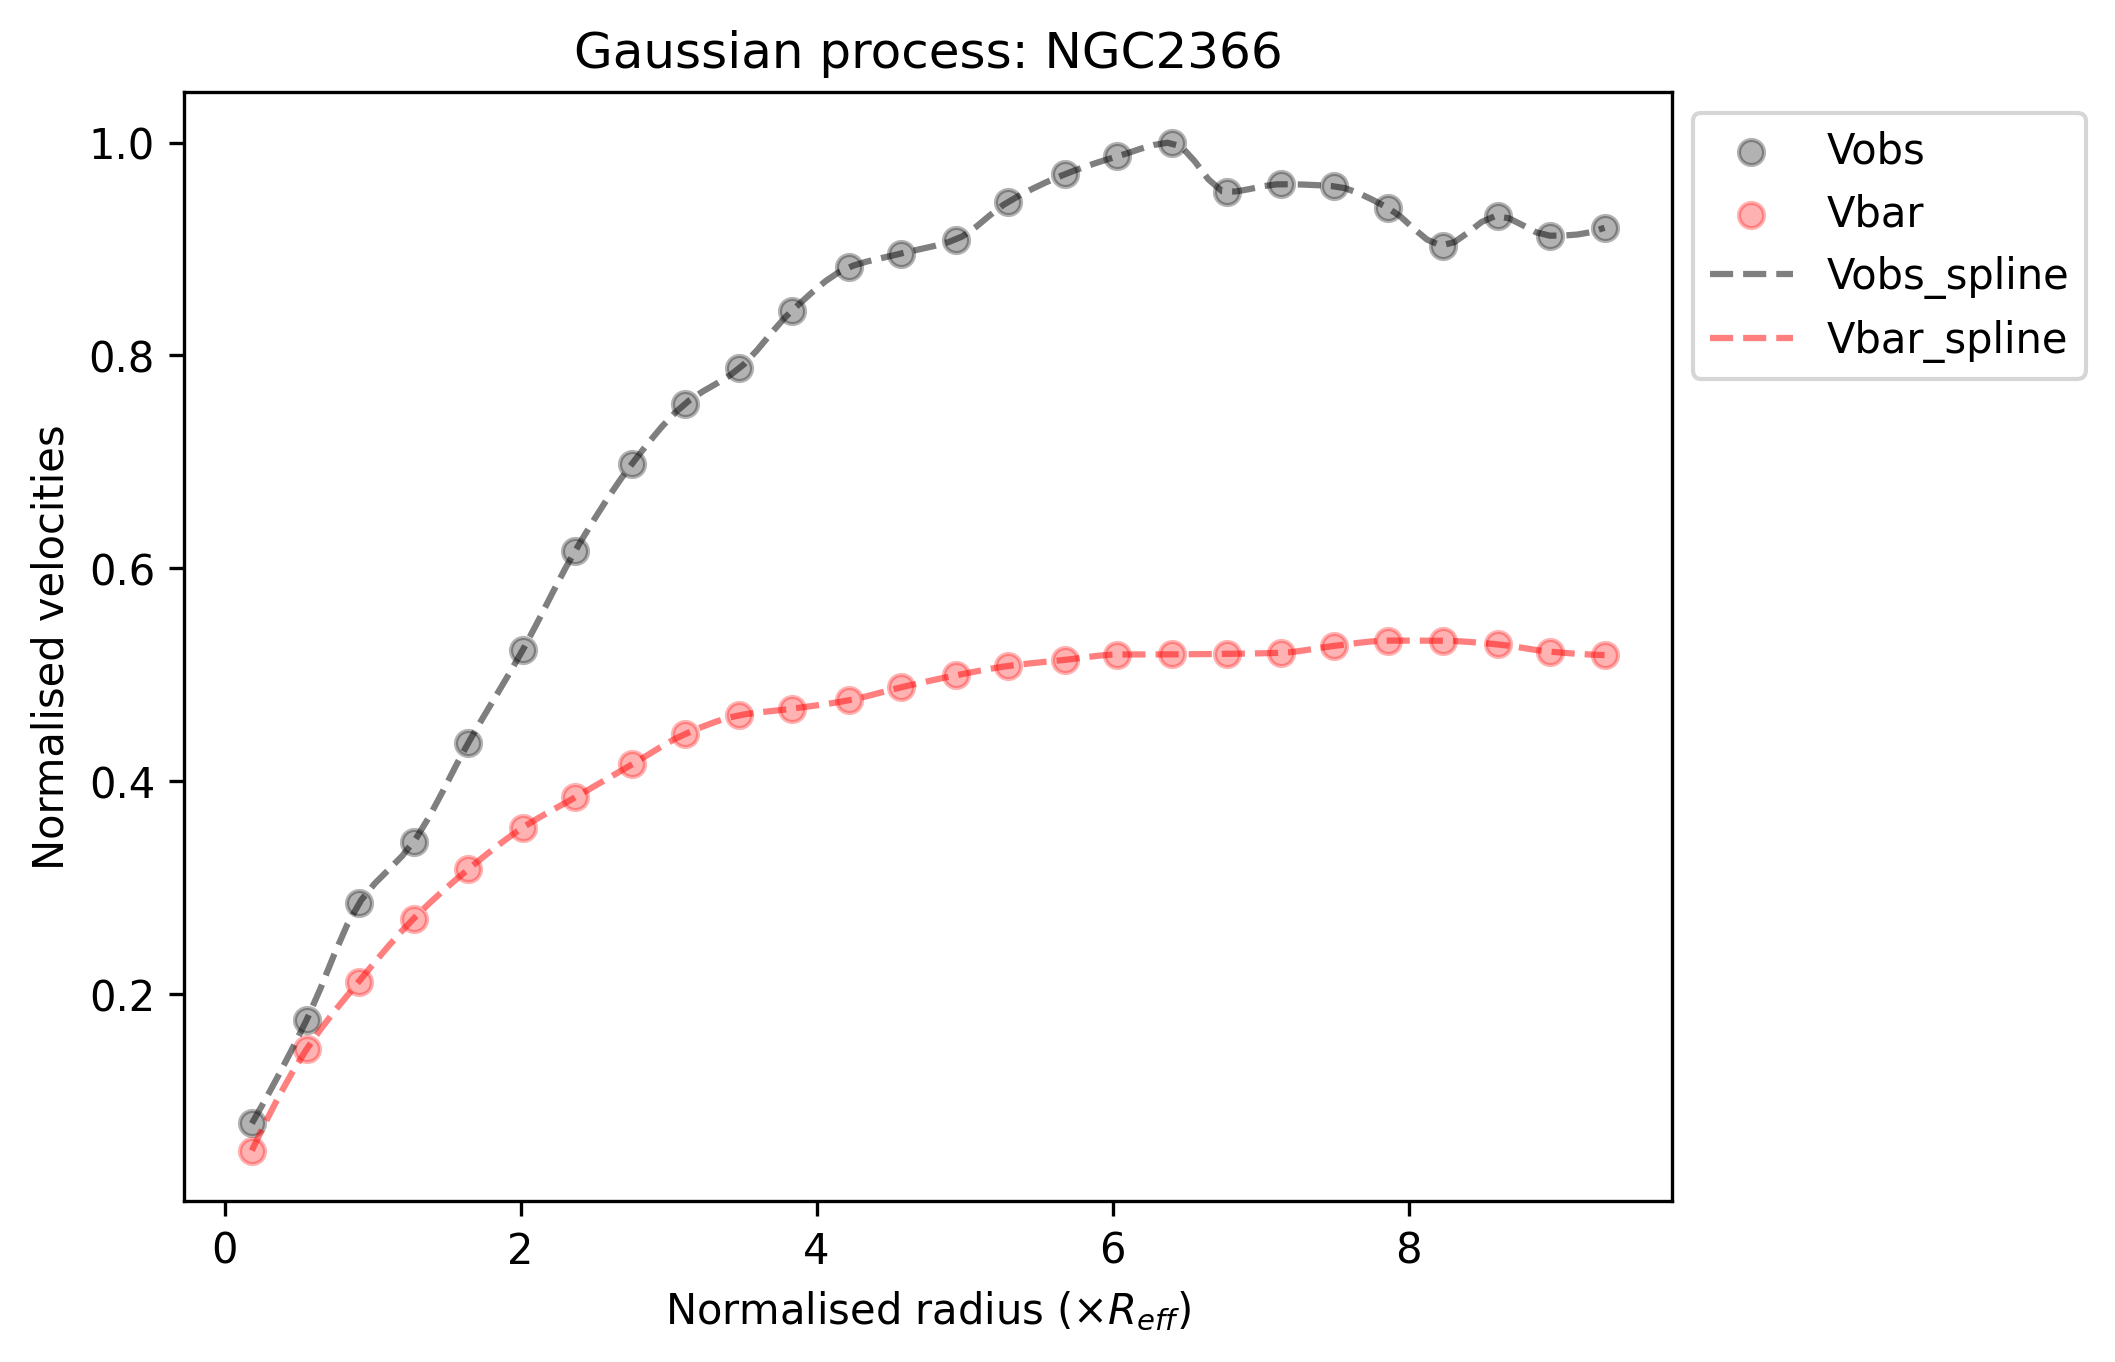 Gaussian process: NGC2366
1.0
0.8
0.6
0.4
0.2
Normalised velocities
0 2 4 6 8
Normalised radius (×R_eff)
Vobs
Vbar
Vobs_spline
Vbar_spline